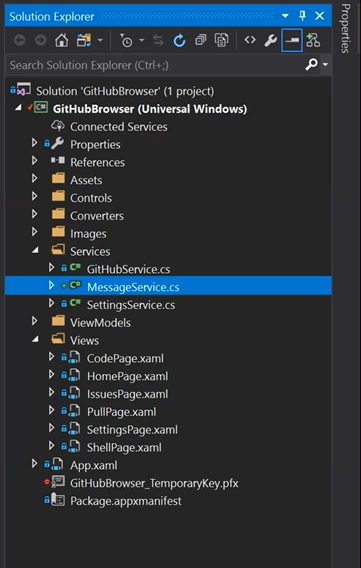 Solution Explorer
Properties
Search Solution Explorer (Ctrl+;)
Solution 'GitHubBrowser' (1 project)
GitHubBrowser (Universal Windows)
Connected Services
Properties
References
Assets
Controls
Converters
Images
Services
GitHubService.cs
MessageService.cs
SettingsService.cs
ViewModels
Views
CodePage.xaml
HomePage.xaml
IssuesPage.xaml
PullPage.xaml
SettingsPage.xaml
ShellPage.xaml
App.xaml
GitHubBrowser_TemporaryKey.pfx
Package.appxmanifest